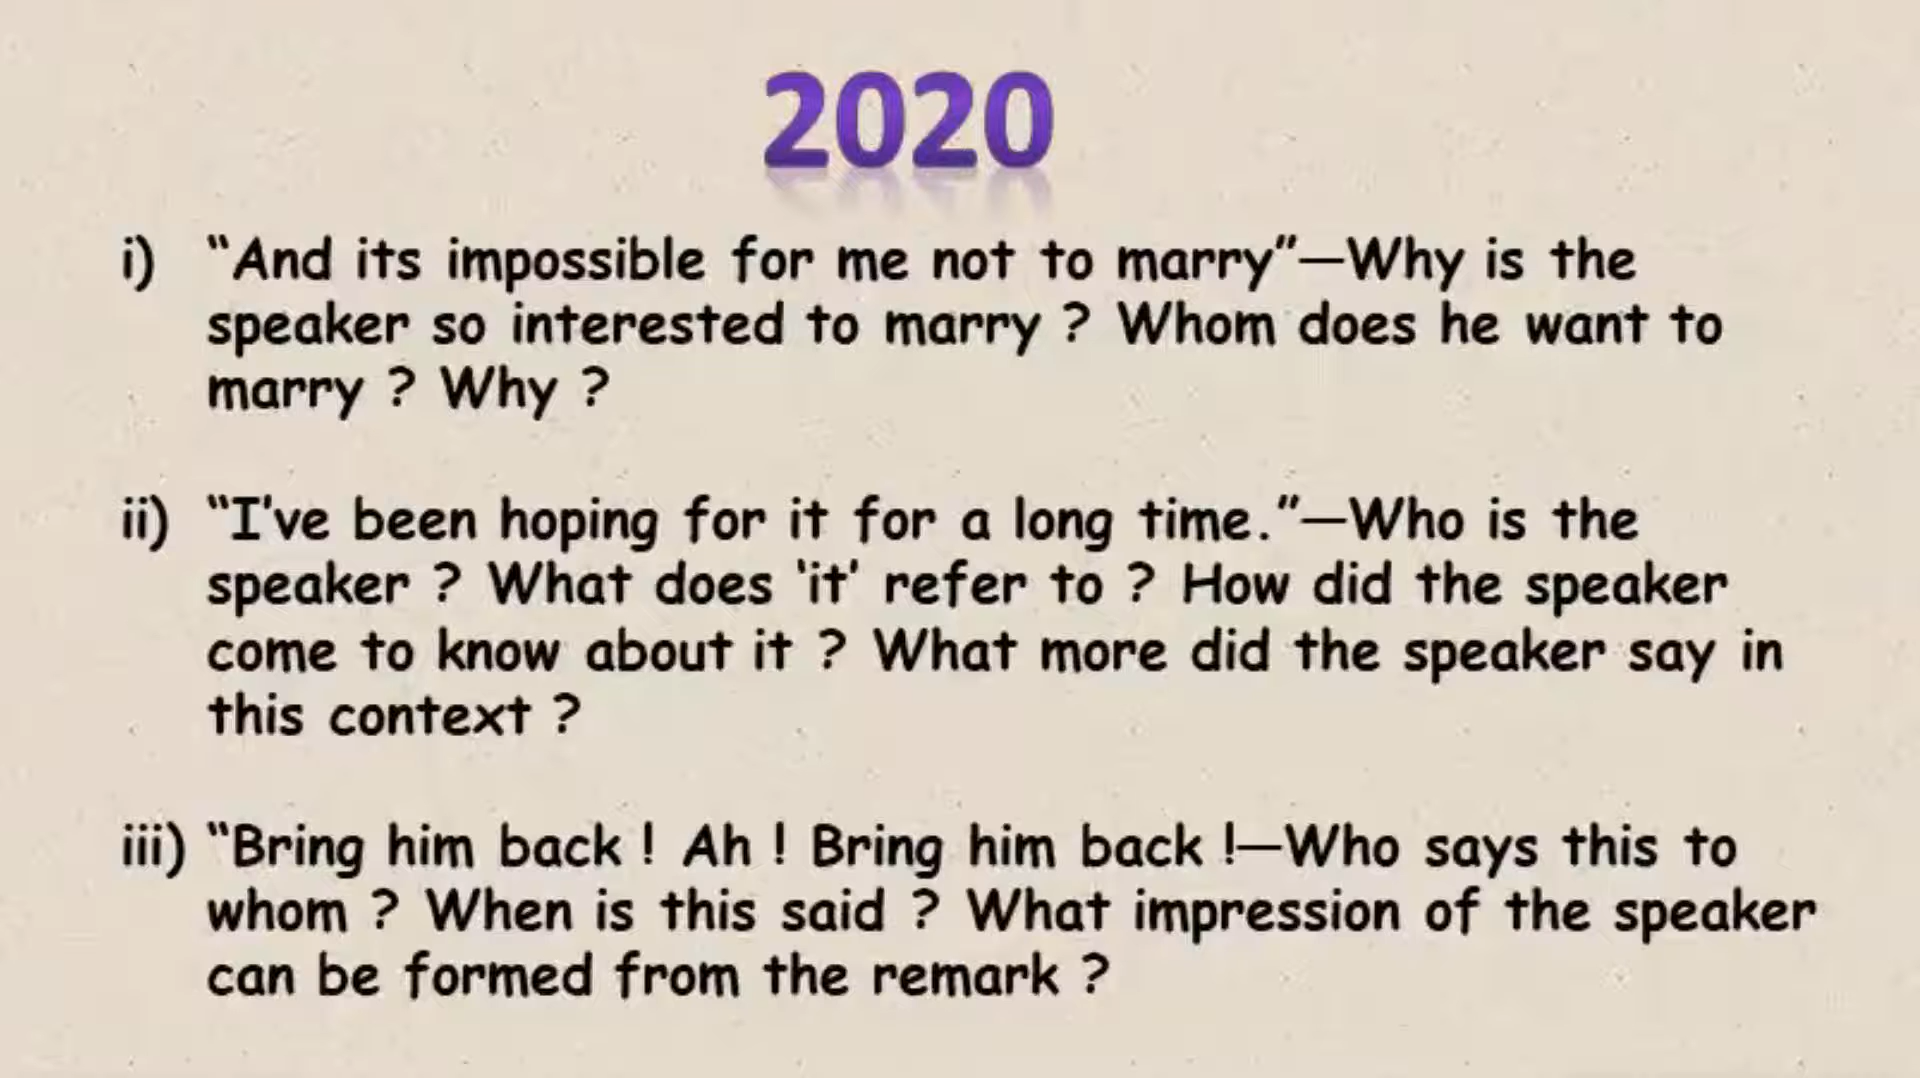 2020
i) “And its impossible for me not to marry”—Why is the
speaker so interested to marry ? Whom does he want to
marry ? Why ?
ii) “I’ve been hoping for it for a long time.”—Who is the
speaker ? What does ‘it’ refer to ? How did the speaker
come to know about it ? What more did the speaker say in
this context ?
iii) “Bring him back ! Ah ! Bring him back !—Who says this to
whom ? When is this said ? What impression of the speaker
can be formed from the remark ?